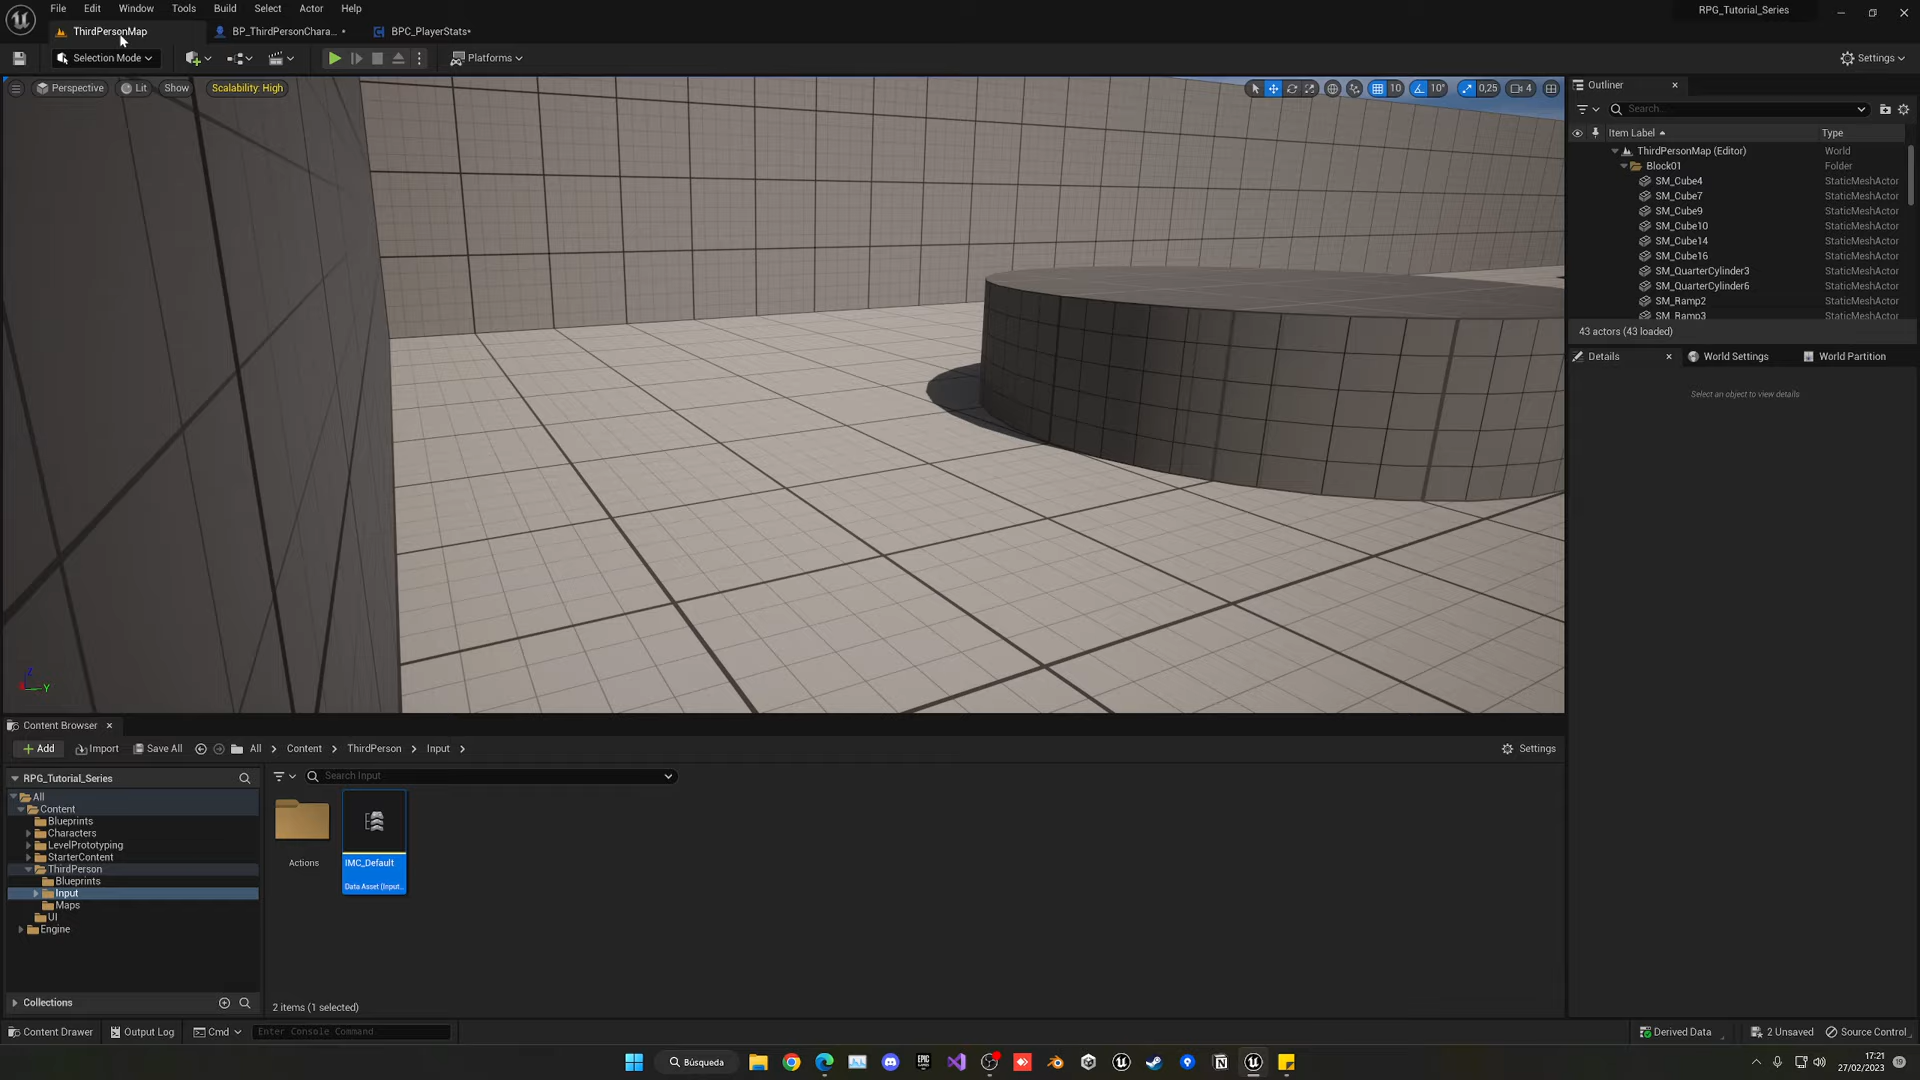 File Edit Window Tools Build Select Actor Help
RPG_Tutorial_Series
ThirdPersonMap
BP_ThirdPersonChara... •
BPC_PlayerStats•
Selection Mode
Platforms
Settings
Perspective
Lit
Show
Scalability: High
10
10°
0,25
4
Outliner
Search...
Item Label
Type
ThirdPersonMap (Editor) World
Block01 Folder
SM_Cube4 StaticMeshActor
SM_Cube7 StaticMeshActor
SM_Cube9 StaticMeshActor
SM_Cube10 StaticMeshActor
SM_Cube14 StaticMeshActor
SM_Cube16 StaticMeshActor
SM_QuarterCylinder3 StaticMeshActor
SM_QuarterCylinder6 StaticMeshActor
SM_Ramp2 StaticMeshActor
SM_Ramp3 StaticMeshActor
43 actors (43 loaded)
Details
World Settings
World Partition
Select an object to view details
Z
Y
Content Browser
Add
Import
Save All
All > Content > ThirdPerson > Input >
Settings
RPG_Tutorial_Series
Search Input
All
Content
Blueprints
Characters
LevelPrototyping
StarterContent
ThirdPerson
Blueprints
Input
Maps
UI
Engine
Actions
IMC_Default
Data Asset (Input...
Collections
2 items (1 selected)
Content Drawer
Output Log
Cmd
Enter Console Command
Derived Data
2 Unsaved
Source Control
Búsqueda
17:21
27/02/2023
19